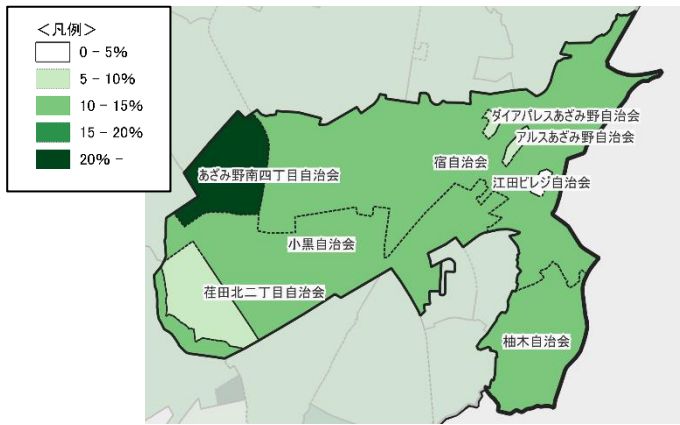 ＜凡例＞
0 − 5%
5 − 10%
10 − 15%
15 − 20%
20% −
ダイアパレスあざみ野自治会
アルスあざみ野自治会
宿自治会
江田ビレジ自治会
あざみ野南四丁目自治会
小黒自治会
荏田北二丁目自治会
柚木自治会